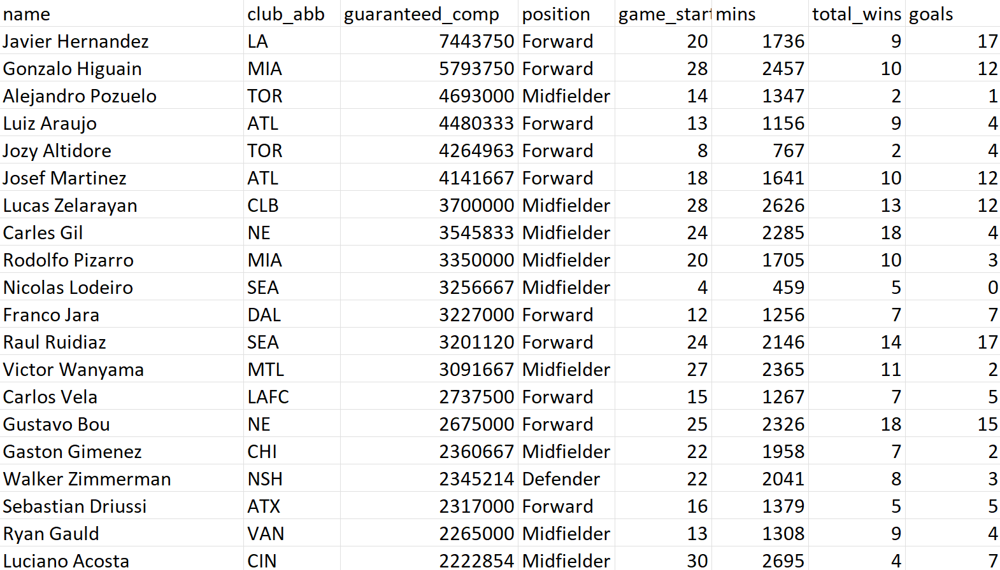 name club_abb guaranteed_comp position game_start mins total_wins goals
Javier Hernandez LA 7443750 Forward 20 1736 9 17
Gonzalo Higuain MIA 5793750 Forward 28 2457 10 12
Alejandro Pozuelo TOR 4693000 Midfielder 14 1347 2 1
Luiz Araujo ATL 4480333 Forward 13 1156 9 4
Jozy Altidore TOR 4264963 Forward 8 767 2 4
Josef Martinez ATL 4141667 Forward 18 1641 10 12
Lucas Zelarayan CLB 3700000 Midfielder 28 2626 13 12
Carles Gil NE 3545833 Midfielder 24 2285 18 4
Rodolfo Pizarro MIA 3350000 Midfielder 20 1705 10 3
Nicolas Lodeiro SEA 3256667 Midfielder 4 459 5 0
Franco Jara DAL 3227000 Forward 12 1256 7 7
Raul Ruidiaz SEA 3201120 Forward 24 2146 14 17
Victor Wanyama MTL 3091667 Midfielder 27 2365 11 2
Carlos Vela LAFC 2737500 Forward 15 1267 7 5
Gustavo Bou NE 2675000 Forward 25 2326 18 15
Gaston Gimenez CHI 2360667 Midfielder 22 1958 7 2
Walker Zimmerman NSH 2345214 Defender 22 2041 8 3
Sebastian Driussi ATX 2317000 Forward 16 1379 5 5
Ryan Gauld VAN 2265000 Midfielder 13 1308 9 4
Luciano Acosta CIN 2222854 Midfielder 30 2695 4 7